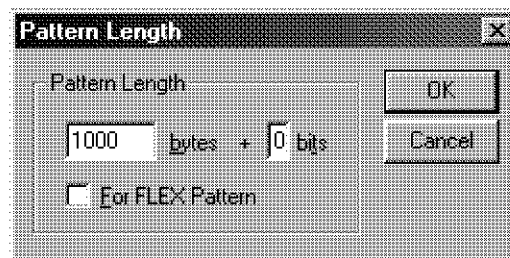 Pattern Length
Pattern Length
OK
1000 bytes + 0 bits
Cancel
For FLEX Pattern